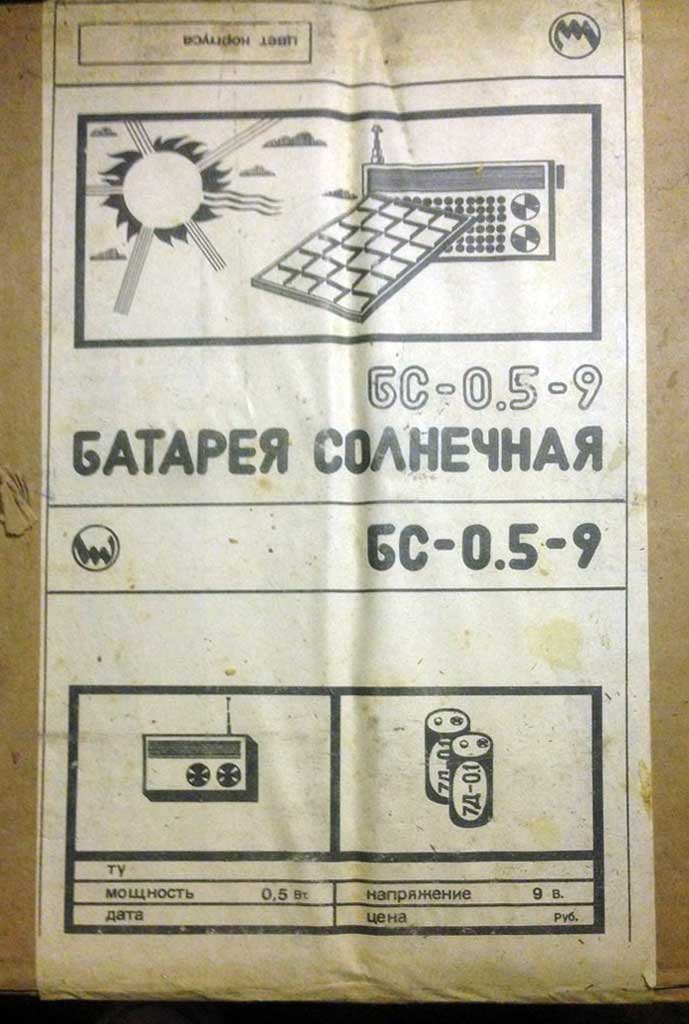 цвет корпуса
БС-0.5-9
БАТАРЕЯ СОЛНЕЧНАЯ
БС-0.5-9
7Д-0.1
7Д-0.1
ТУ
мощность 0,5 Вт.
напряжение 9 В.
дата
цена Руб.